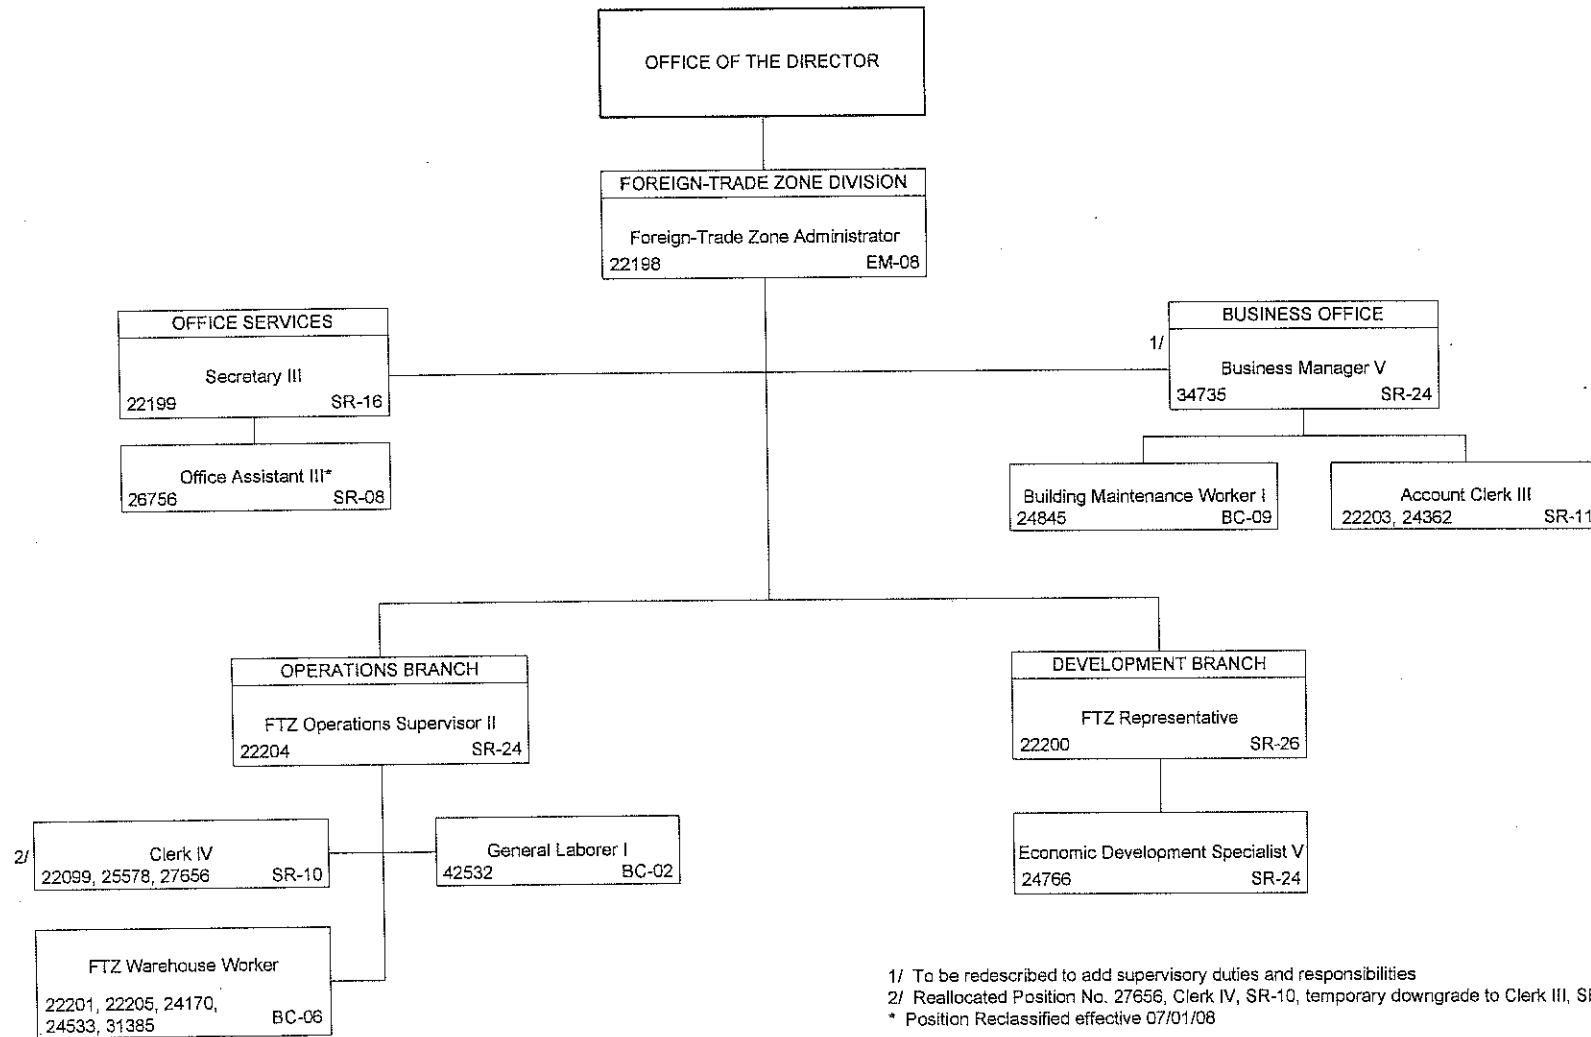 OFFICE OF THE DIRECTOR
FOREIGN-TRADE ZONE DIVISION
Foreign-Trade Zone Administrator
22198 EM-08
OFFICE SERVICES
Secretary III
22199 SR-16
Office Assistant III*
26756 SR-08
BUSINESS OFFICE
1/
Business Manager V
34735 SR-24
Building Maintenance Worker I
24845 BC-09
Account Clerk III
22203, 24362 SR-11
OPERATIONS BRANCH
FTZ Operations Supervisor II
22204 SR-24
2/
Clerk IV
22099, 25578, 27656 SR-10
General Laborer I
42532 BC-02
FTZ Warehouse Worker
22201, 22205, 24170,
24533, 31385 BC-06
DEVELOPMENT BRANCH
FTZ Representative
22200 SR-26
Economic Development Specialist V
24766 SR-24
1/ To be redescribed to add supervisory duties and responsibilities
2/ Reallocated Position No. 27656, Clerk IV, SR-10, temporary downgrade to Clerk III,
* Position Reclassified effective 07/01/08